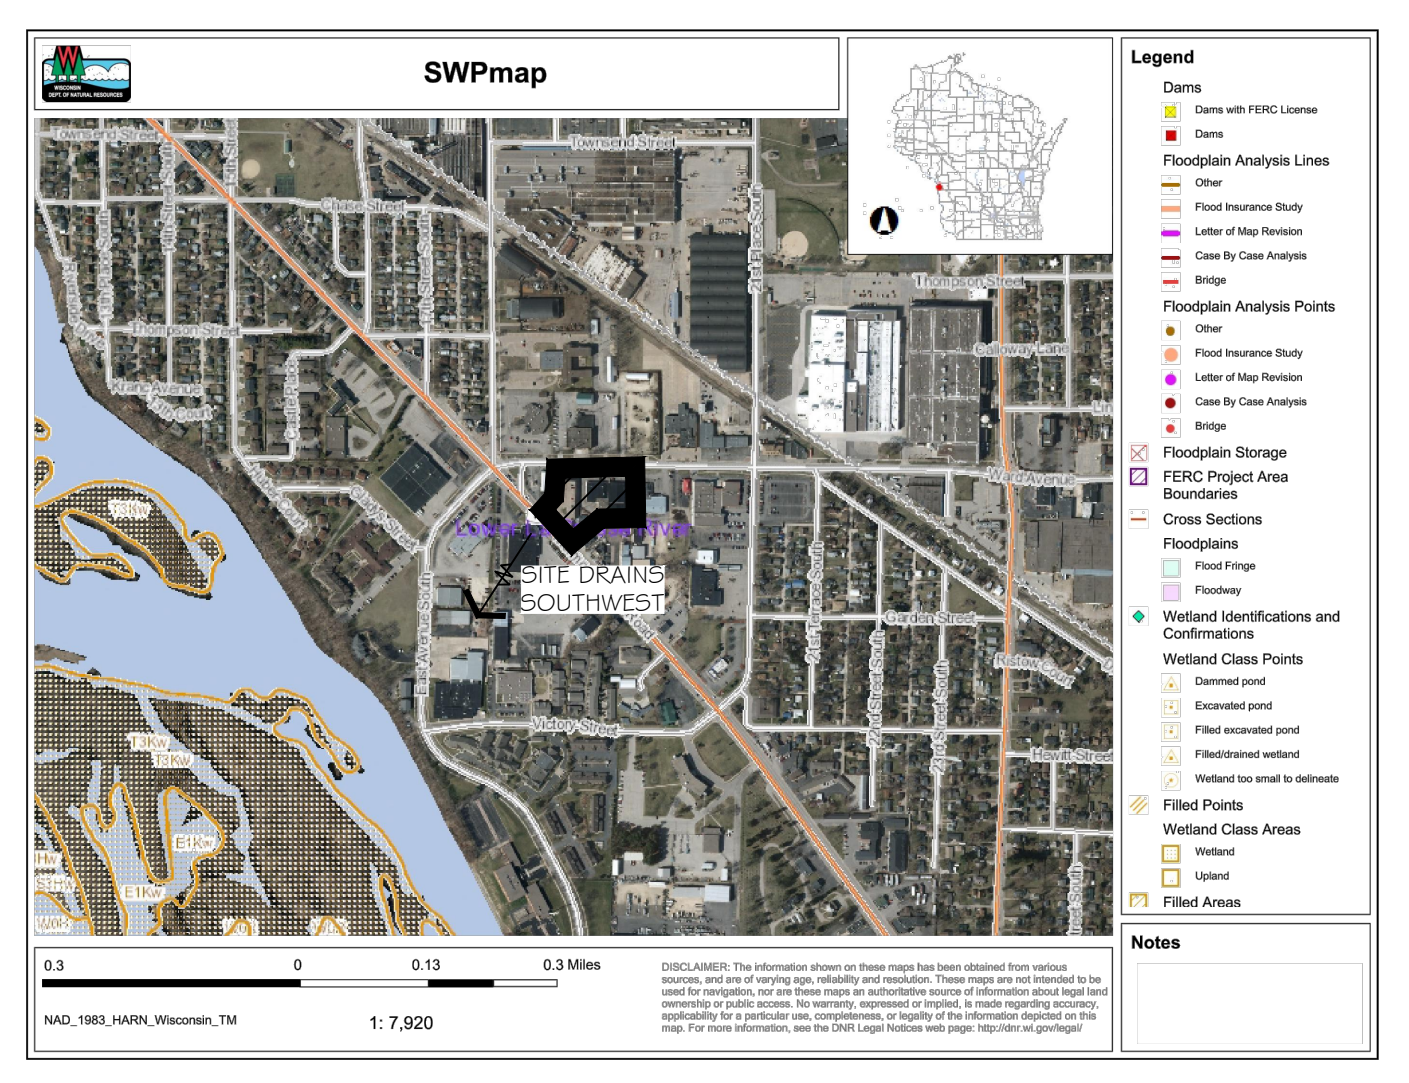 WISCONSIN
DEPT. OF NATURAL RESOURCES
SWPmap
Townsend Street
Townsend Street
Chase Street
21st Place South
Thompson Street
Thompson Street
Galloway Lane
Krane Avenue
Ward Avenue
SITE DRAINS
SOUTHWEST
East Avenue South
Road
21st Terrace South
Garden Street
Ristow Court
22nd Street South
23rd Street South
Victory Street
Hewitt Street
T3Kw
T3Kw
T3Kw
E1Kw
E1Kw
Legend
Dams
Dams with FERC License
Dams
Floodplain Analysis Lines
Other
Flood Insurance Study
Letter of Map Revision
Case By Case Analysis
Bridge
Floodplain Analysis Points
Other
Flood Insurance Study
Letter of Map Revision
Case By Case Analysis
Bridge
Floodplain Storage
FERC Project Area
Boundaries
Cross Sections
Floodplains
Flood Fringe
Floodway
Wetland Identifications and
Confirmations
Wetland Class Points
Dammed pond
Excavated pond
Filled excavated pond
Filled/drained wetland
Wetland too small to delineate
Filled Points
Wetland Class Areas
Wetland
Upland
Filled Areas
0.3 0 0.13 0.3 Miles
NAD_1983_HARN_Wisconsin_TM
1: 7,920
DISCLAIMER: The information shown on these maps has been obtained from various
sources, and are of varying age, reliability and resolution. These maps are not intended to be
used for navigation, nor are these maps an authoritative source of information about legal land
ownership or public access. No warranty, expressed or implied, is made regarding accuracy,
applicability for a particular use, completeness, or legality of the information depicted on this
map. For more information, see the DNR Legal Notices web page: http://dnr.wi.gov/legal/
Notes